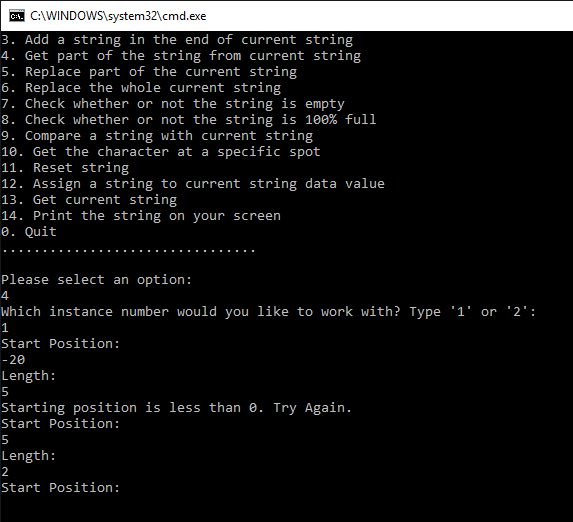 C:\WINDOWS\system32\cmd.exe
3. Add a string in the end of current string
4. Get part of the string from current string
5. Replace part of the current string
6. Replace the whole current string
7. Check whether or not the string is empty
8. Check whether or not the string is 100% full
9. Compare a string with current string
10. Get the character at a specific spot
11. Reset string
12. Assign a string to current string data value
13. Get current string
14. Print the string on your screen
0. Quit
................................
Please select an option:
4
Which instance number would you like to work with? Type '1' or '2':
1
Start Position:
-20
Length:
5
Starting position is less than 0. Try Again.
Start Position:
5
Length:
2
Start Position: